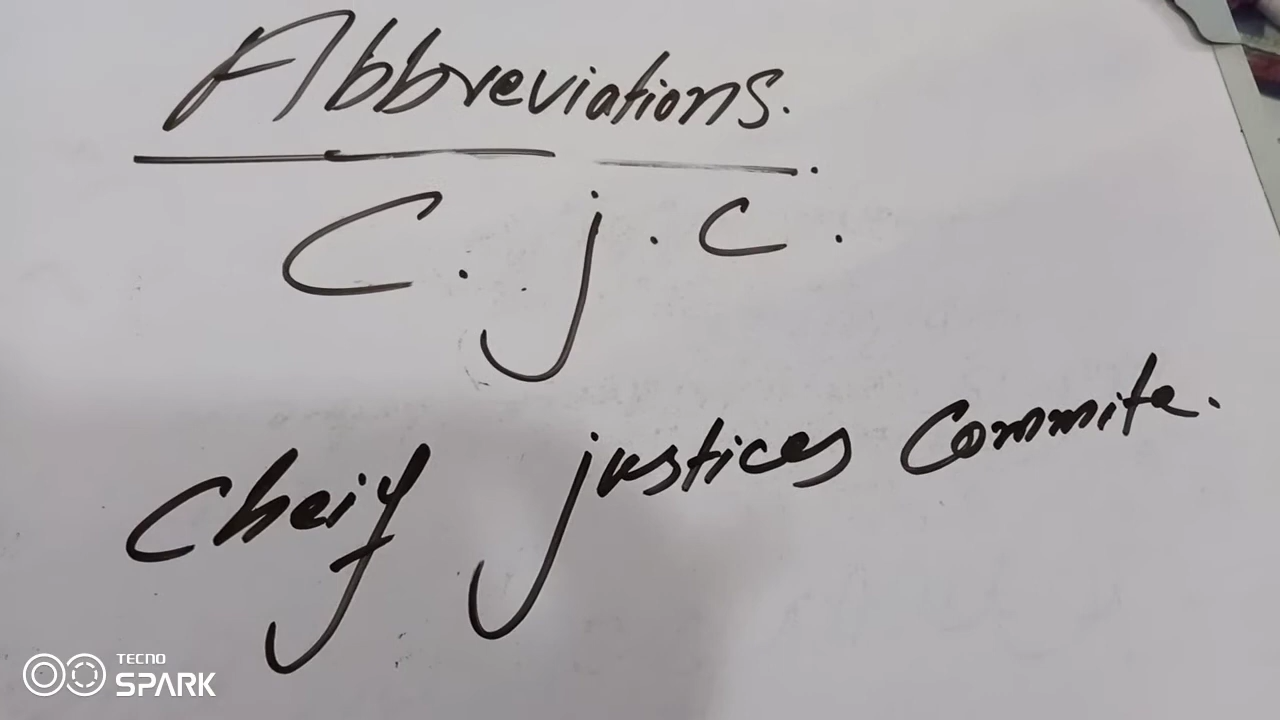 Abbreviations.
C. j. C.
Cheif justices Commite.
TECNO
SPARK